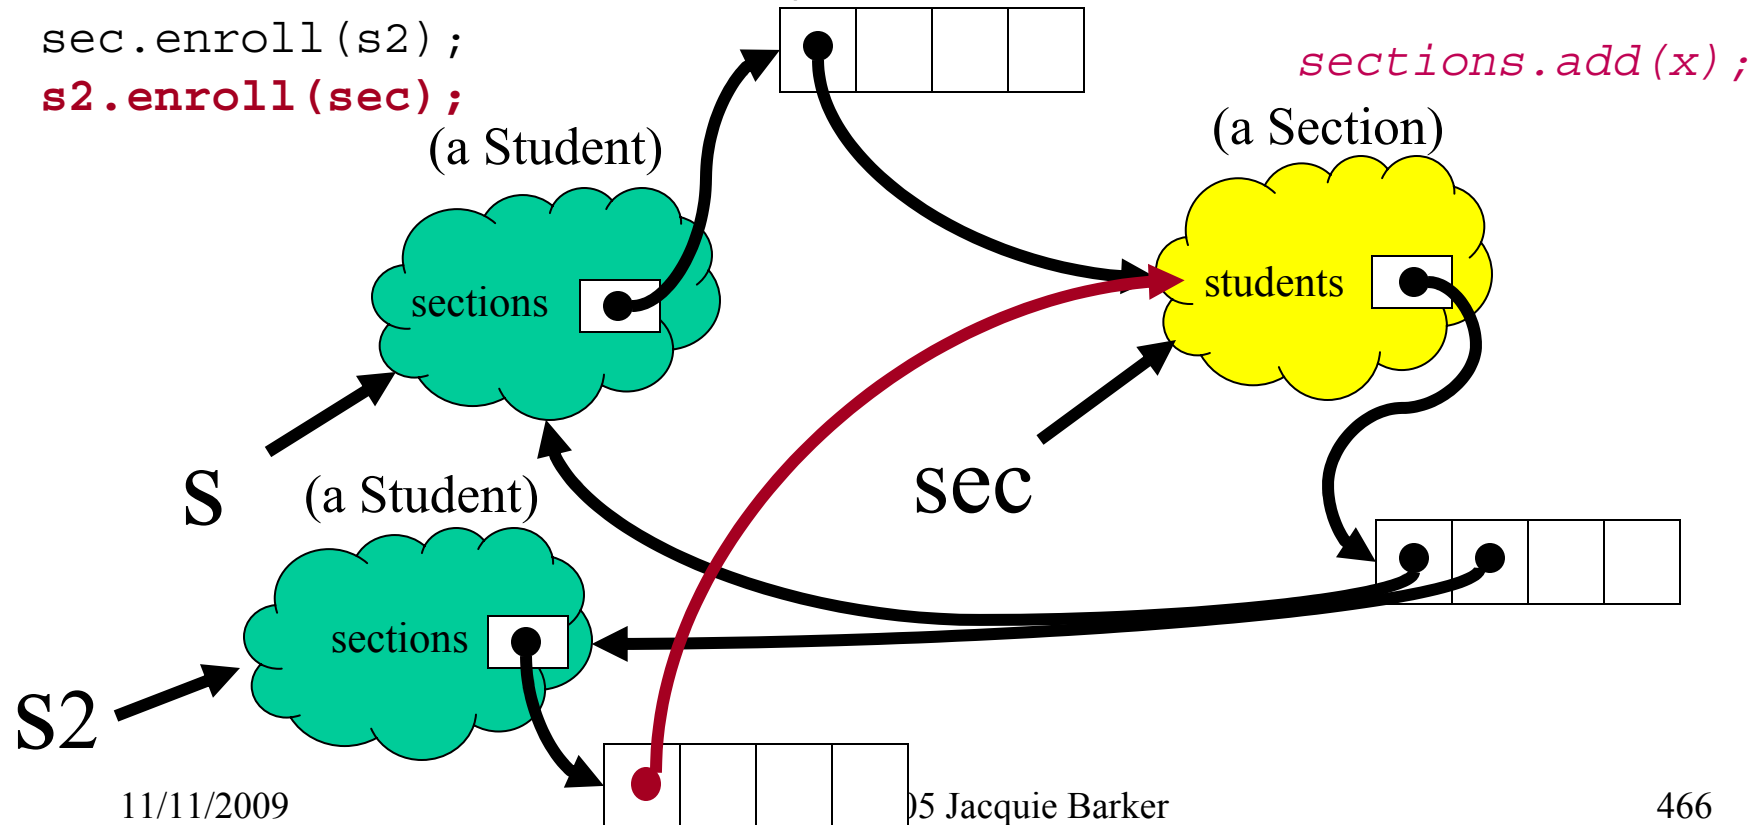 sec.enroll(s2);
s2.enroll(sec);
sections.add(x);
(a Student)
(a Section)
sections
students
s
sec
(a Student)
sections
s2
11/11/2009
05 Jacquie Barker
466